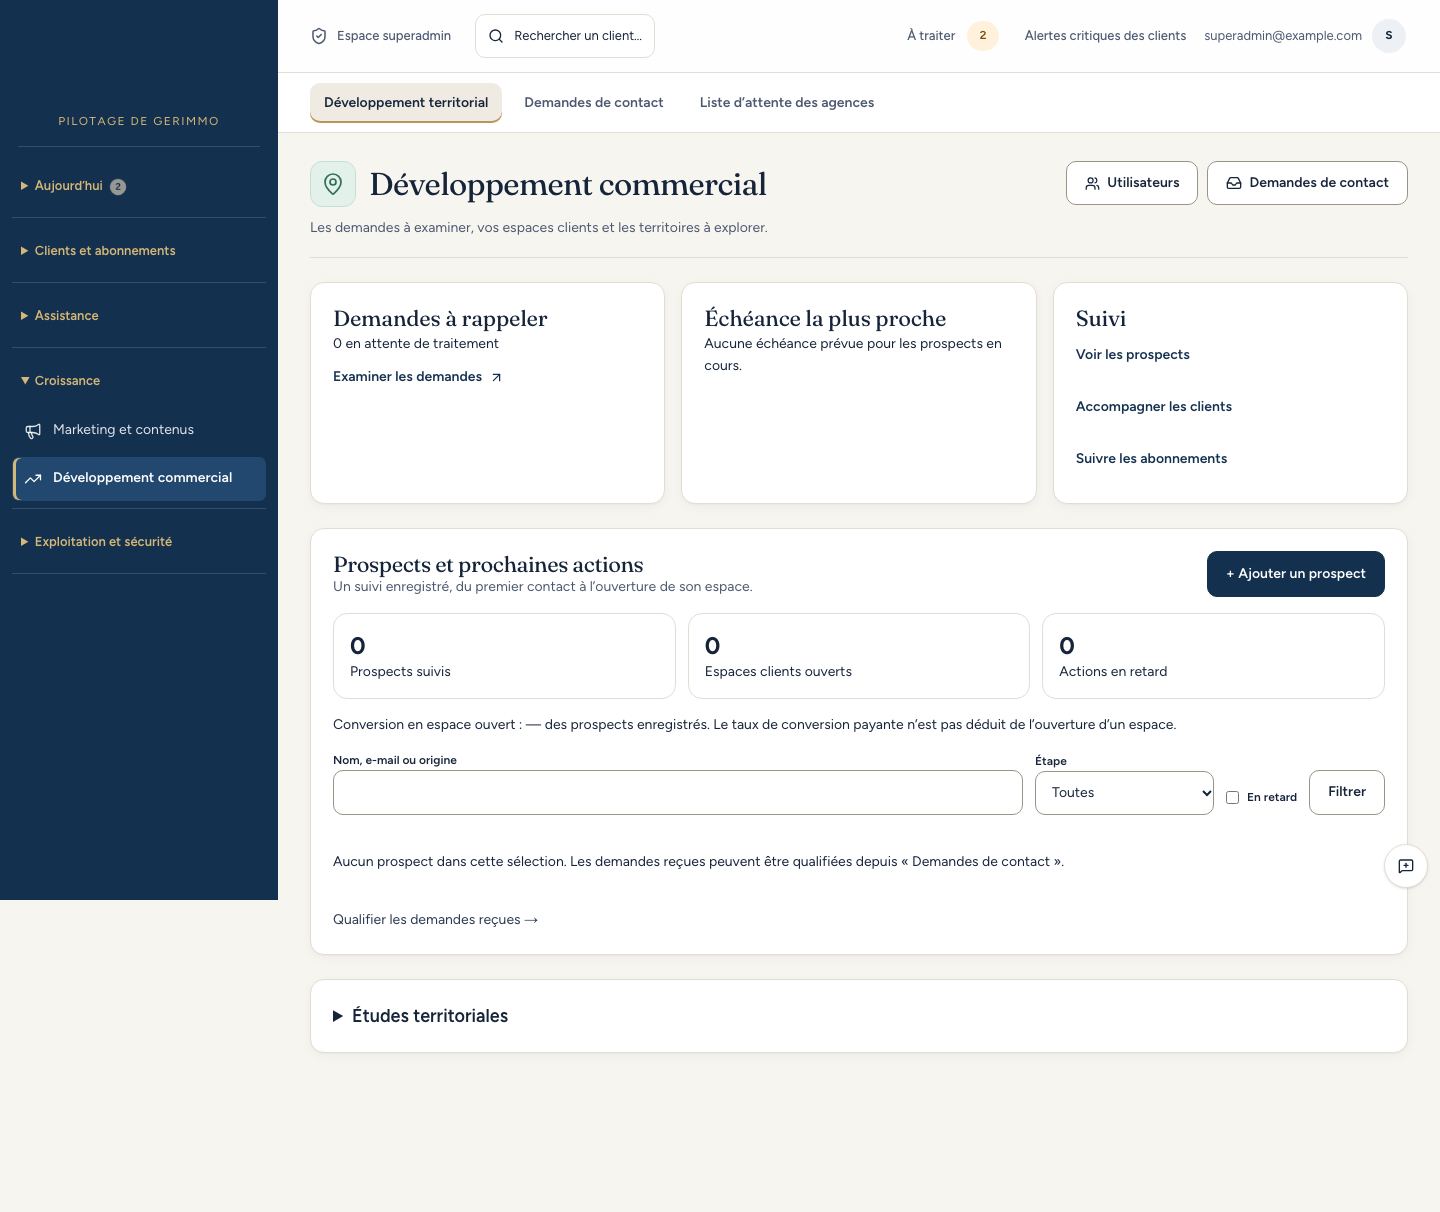 Espace superadmin
Rechercher un client...
À traiter
2
Alertes critiques des clients
superadmin@example.com
S
PILOTAGE DE GERIMMO
Aujourd'hui 2
Clients et abonnements
Assistance
Croissance
Marketing et contenus
Développement commercial
Exploitation et sécurité
Développement territorial
Demandes de contact
Liste d'attente des agences
Développement commercial
Utilisateurs
Demandes de contact
Les demandes à examiner, vos espaces clients et les territoires à explorer.
Demandes à rappeler
0 en attente de traitement
Examiner les demandes
Échéance la plus proche
Aucune échéance prévue pour les prospects en
cours.
Suivi
Voir les prospects
Accompagner les clients
Suivre les abonnements
Prospects et prochaines actions
Un suivi enregistré, du premier contact à l'ouverture de son espace.
+ Ajouter un prospect
0
Prospects suivis
0
Espaces clients ouverts
0
Actions en retard
Conversion en espace ouvert : — des prospects enregistrés. Le taux de conversion payante n'est pas déduit de l'ouverture d'un espace.
Nom, e-mail ou origine
Étape
Toutes
En retard
Filtrer
Aucun prospect dans cette sélection. Les demandes reçues peuvent être qualifiées depuis « Demandes de contact ».
Qualifier les demandes reçues →
Études territoriales